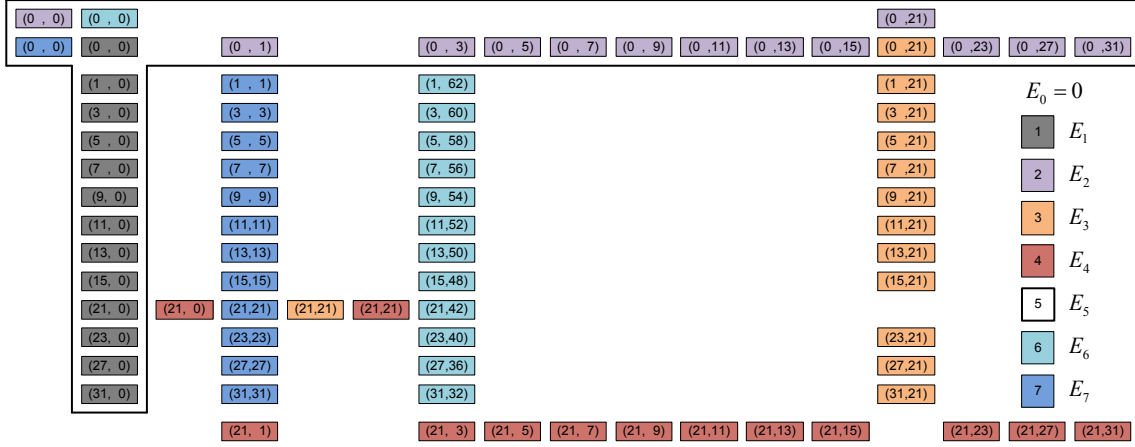 (0 , 0) (0 , 0) (0 ,21)
(0 , 0) (0 , 0) (0 , 1) (0 , 3) (0 , 5) (0 , 7) (0 , 9) (0 ,11) (0 ,13) (0 ,15) (0 ,21) (0 ,23) (0 ,27) (0 ,31)
(1 , 0) (1 , 1) (1, 62) (1 ,21) E₀ = 0
(3 , 0) (3 , 3) (3, 60) (3 ,21) 1 E₁
(5 , 0) (5 , 5) (5, 58) (5 ,21)
(7 , 0) (7 , 7) (7, 56) (7 ,21) 2 E₂
(9, 0) (9 , 9) (9, 54) (9 ,21)
(11, 0) (11,11) (11,52) (11,21) 3 E₃
(13, 0) (13,13) (13,50) (13,21) 4 E₄
(15, 0) (15,15) (15,48) (15,21)
(21, 0) (21, 0) (21,21) (21,21) (21,21) (21,42) 5 E₅
(23, 0) (23,23) (23,40) (23,21) 6 E₆
(27, 0) (27,27) (27,36) (27,21)
(31, 0) (31,31) (31,32) (31,21) 7 E₇
(21, 1) (21, 3) (21, 5) (21, 7) (21, 9) (21,11) (21,13) (21,15) (21,23) (21,27) (21,31)